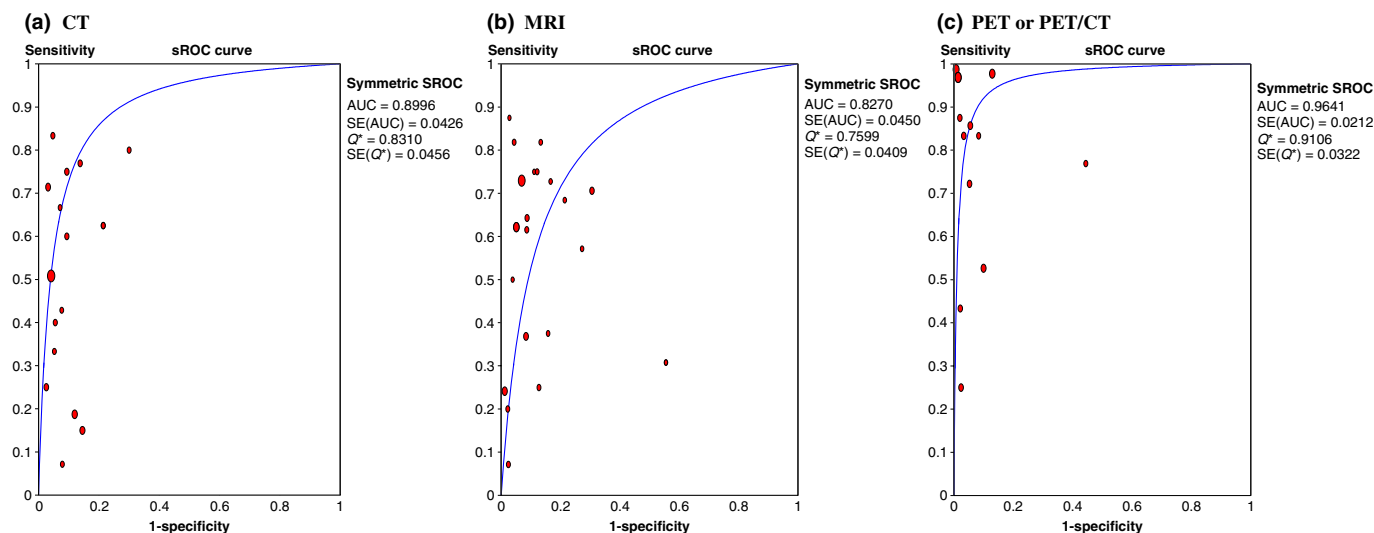 (a) CT
Sensitivity sROC curve
1
0.9
0.8
0.7
0.6
0.5
0.4
0.3
0.2
0.1
0
0 0.2 0.4 0.6 0.8 1
1-specificity
Symmetric SROC
AUC = 0.8996
SE(AUC) = 0.0426
Q* = 0.8310
SE(Q*) = 0.0456
(b) MRI
Sensitivity sROC curve
1
0.9
0.8
0.7
0.6
0.5
0.4
0.3
0.2
0.1
0
0 0.2 0.4 0.6 0.8 1
1-specificity
Symmetric SROC
AUC = 0.8270
SE(AUC) = 0.0450
Q* = 0.7599
SE(Q*) = 0.0409
(c) PET or PET/CT
Sensitivity sROC curve
1
0.9
0.8
0.7
0.6
0.5
0.4
0.3
0.2
0.1
0
0 0.2 0.4 0.6 0.8 1
1-specificity
Symmetric SROC
AUC = 0.9641
SE(AUC) = 0.0212
Q* = 0.9106
SE(Q*) = 0.0322